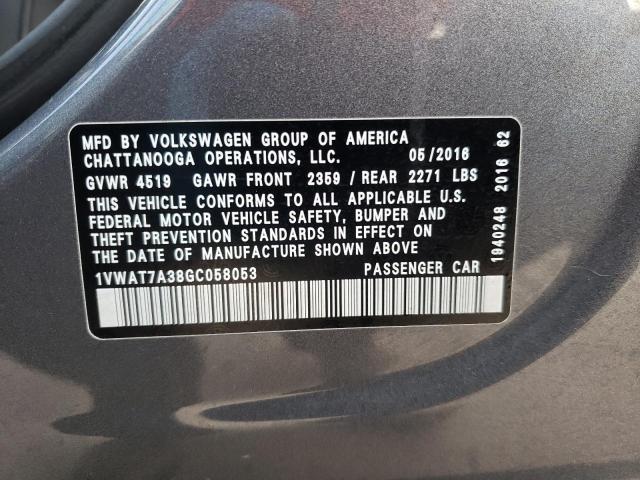 MFD BY VOLKSWAGEN GROUP OF AMERICA
CHATTANOOGA OPERATIONS, LLC. 05/2016
GVWR 4519 GAWR FRONT 2359 / REAR 2271 LBS
THIS VEHICLE CONFORMS TO ALL APPLICABLE U.S.
FEDERAL MOTOR VEHICLE SAFETY, BUMPER AND
THEFT PREVENTION STANDARDS IN EFFECT ON
THE DATE OF MANUFACTURE SHOWN ABOVE
1VWAT7A38GC058053 PASSENGER CAR
1940248 2016 62